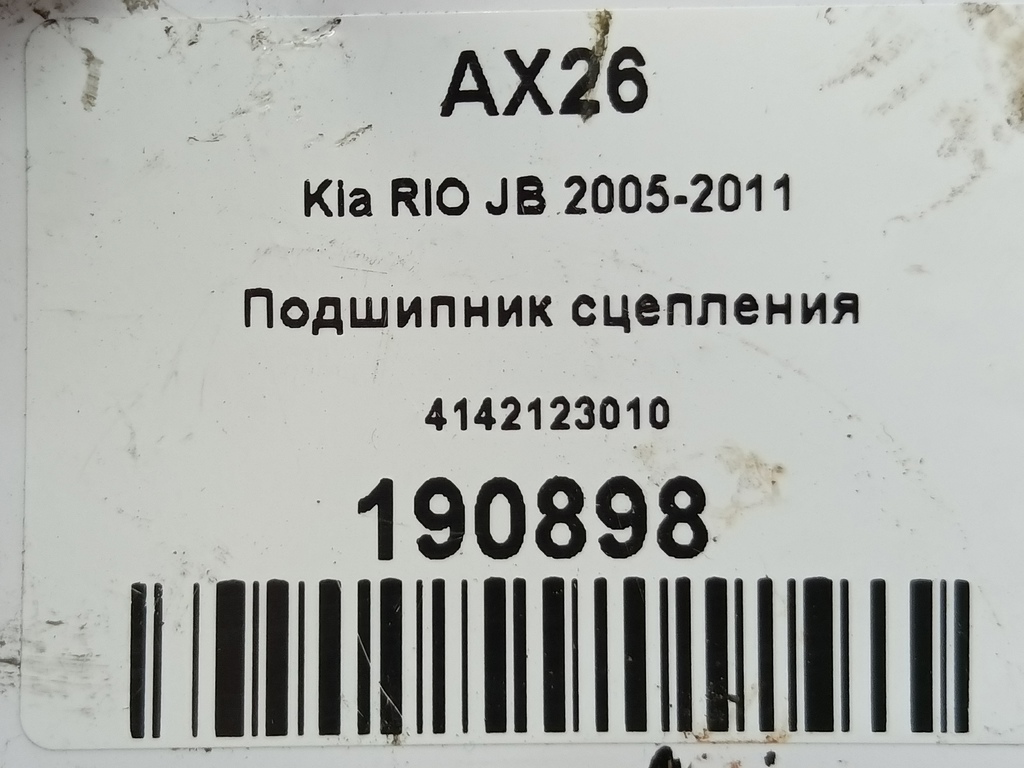 AX26
Kia RIO JB 2005-2011
Подшипник сцепления
4142123010
190898